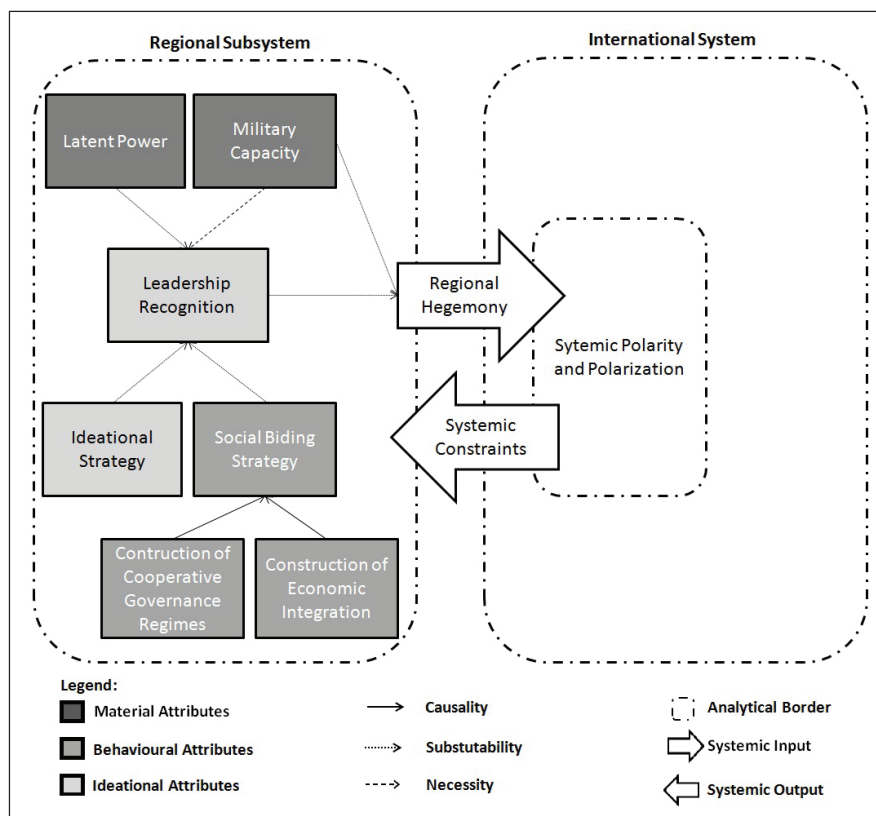 Regional Subsystem
International System
Latent Power
Military
Capacity
Leadership
Recognition
Regional
Hegemony
Sytemic Polarity
and Polarization
Ideational
Strategy
Social Biding
Strategy
Systemic
Constraints
Contruction of
Cooperative
Governance
Regimes
Construction of
Economic
Integration
Legend:
Material Attributes
Causality
Analytical Border
Behavioural Attributes
Substutability
Systemic Input
Ideational Attributes
Necessity
Systemic Output